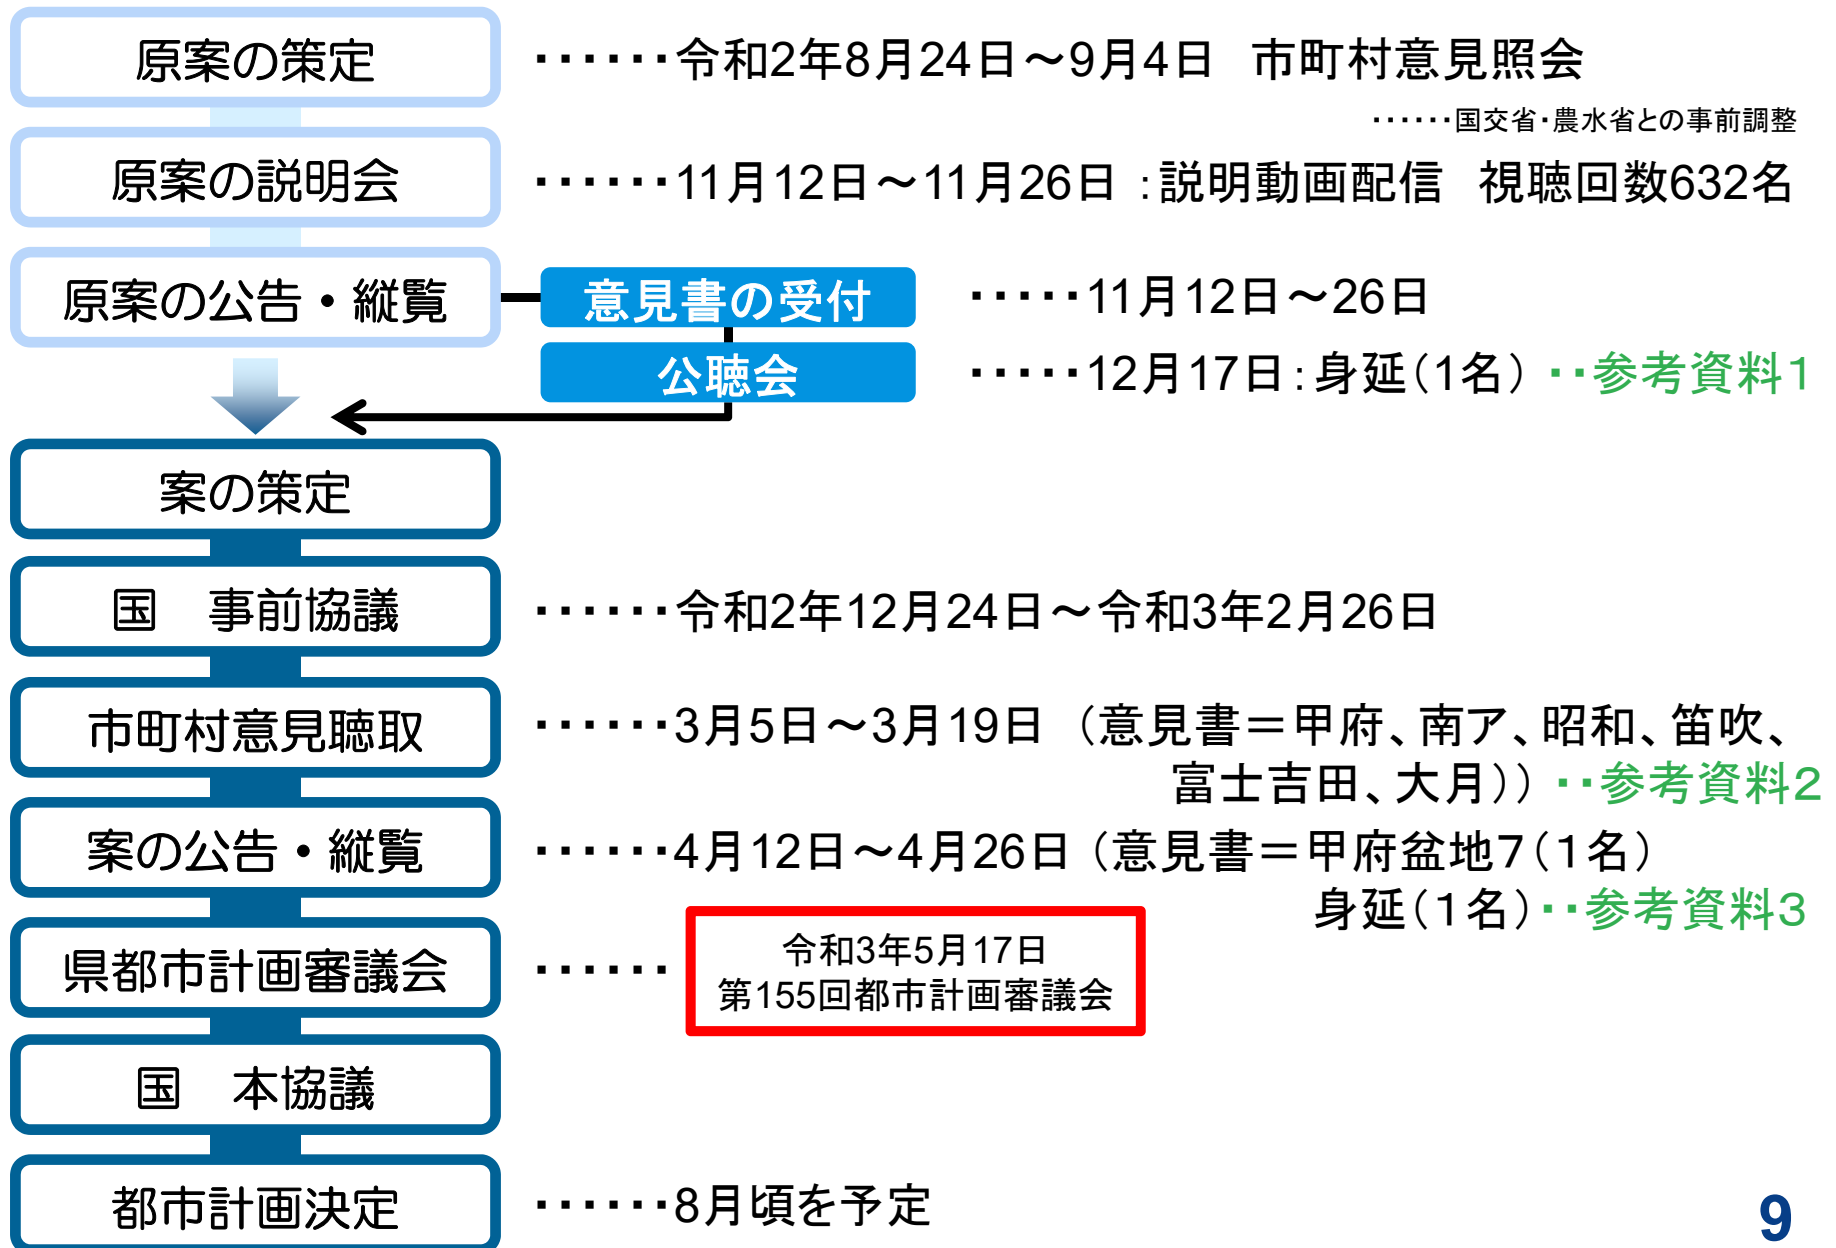 原案の策定
・・・・・・令和2年8月24日～9月4日　市町村意見照会
・・・・・・国交省・農水省との事前調整
原案の説明会
・・・・・・11月12日～11月26日：説明動画配信　視聴回数632名
原案の公告・縦覧
意見書の受付
・・・・・11月12日～26日
公聴会
・・・・・12月17日：身延（1名）・・参考資料1
案の策定
国　事前協議
・・・・・・令和2年12月24日～令和3年2月26日
市町村意見聴取
・・・・・・3月5日～3月19日（意見書＝甲府、南ア、昭和、笛吹、
富士吉田、大月））・・参考資料2
案の公告・縦覧
・・・・・・4月12日～4月26日（意見書＝甲府盆地7（1名）
身延（1名）・・参考資料3
県都市計画審議会
・・・・・・
令和3年5月17日
第155回都市計画審議会
国　本協議
都市計画決定
・・・・・・8月頃を予定
9